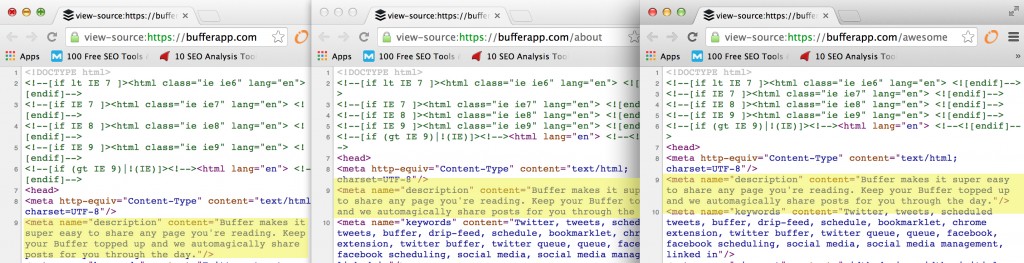 view-source:https://bufferapp.com
Apps 100 Free SEO Tools 10 SEO Analysis
1 <!DOCTYPE html>
2 <!--[if lt IE 7 ]><html class="ie ie6" lang="en">
<![endif]-->
3 <!--[if IE 7 ]><html class="ie ie7" lang="en">
<![endif]-->
4 <!--[if IE 8 ]><html class="ie ie8" lang="en">
<![endif]-->
5 <!--[if IE 9 ]><html class="ie ie9" lang="en">
<![endif]-->
6 <!--[if (gt IE 9)|!(IE)]><!--><html lang="en">
<![endif]-->
7 <head>
8 <meta http-equiv="Content-Type" content="text/html;
charset=UTF-8"/>
9 <meta name="description" content="Buffer makes it
super easy to share any page you're reading. Keep
your Buffer topped up and we automagically share
posts for you through the day."/>
view-source:https://bufferapp.com/about
Apps 100 Free SEO Tools 10 SEO Analysis
1 <!DOCTYPE html>
2 <!--[if lt IE 7 ]><html class="ie ie6" lang="en">
>
3 <!--[if IE 7 ]><html class="ie ie7" lang="en"> <![end
4 <!--[if IE 8 ]><html class="ie ie8" lang="en"> <![end
5 <!--[if IE 9 ]><html class="ie ie9" lang="en"> <![end
6 <!--[if (gt IE 9)|!(IE)]><!--><html lang="en"> <!--<!
>
7 <head>
8 <meta http-equiv="Content-Type" content="text/html;
charset=UTF-8"/>
9 <meta name="description" content="Buffer makes it sup
to share any page you're reading. Keep your Buffer to
and we automagically share posts for you through the
10 <meta name="keywords" content="Twitter, tweets, sched
tweets, buffer, drip-feed, schedule, bookmarklet, chr
extension, twitter buffer, twitter queue, queue, face
facebook scheduling, social media, social media manag
view-source:https://bufferapp.com/awesome
Apps 100 Free SEO Tools 10 SEO Analysis Too »
1 <!DOCTYPE html>
2 <!--[if lt IE 7 ]><html class="ie ie6" lang="en"> <![endif]-->
3 <!--[if IE 7 ]><html class="ie ie7" lang="en"> <![endif]-->
4 <!--[if IE 8 ]><html class="ie ie8" lang="en"> <![endif]-->
5 <!--[if IE 9 ]><html class="ie ie9" lang="en"> <![endif]-->
6 <!--[if (gt IE 9)|!(IE)]><!--><html lang="en"> <!--<![endif]--
>
7 <head>
8 <meta http-equiv="Content-Type" content="text/html;
charset=UTF-8"/>
9 <meta name="description" content="Buffer makes it super easy
to share any page you're reading. Keep your Buffer topped up
and we automagically share posts for you through the day."/>
10 <meta name="keywords" content="Twitter, tweets, scheduled
tweets, buffer, drip-feed, schedule, bookmarklet, chrome
extension, twitter buffer, twitter queue, queue, facebook,
facebook scheduling, social media, social media management,
linked in"/>